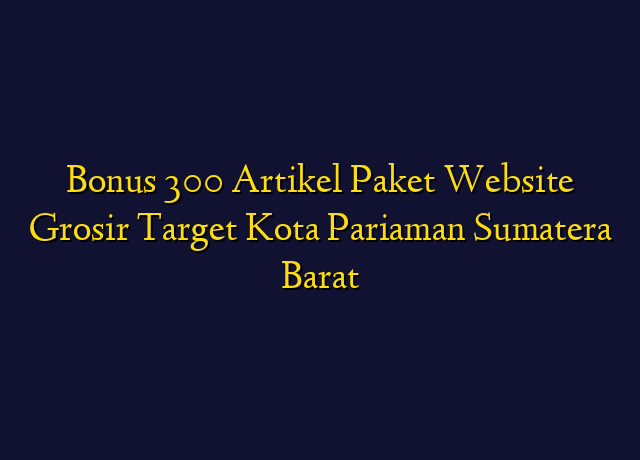 Bonus 300 Artikel Paket Website
Grosir Target Kota Pariaman Sumatera
Barat